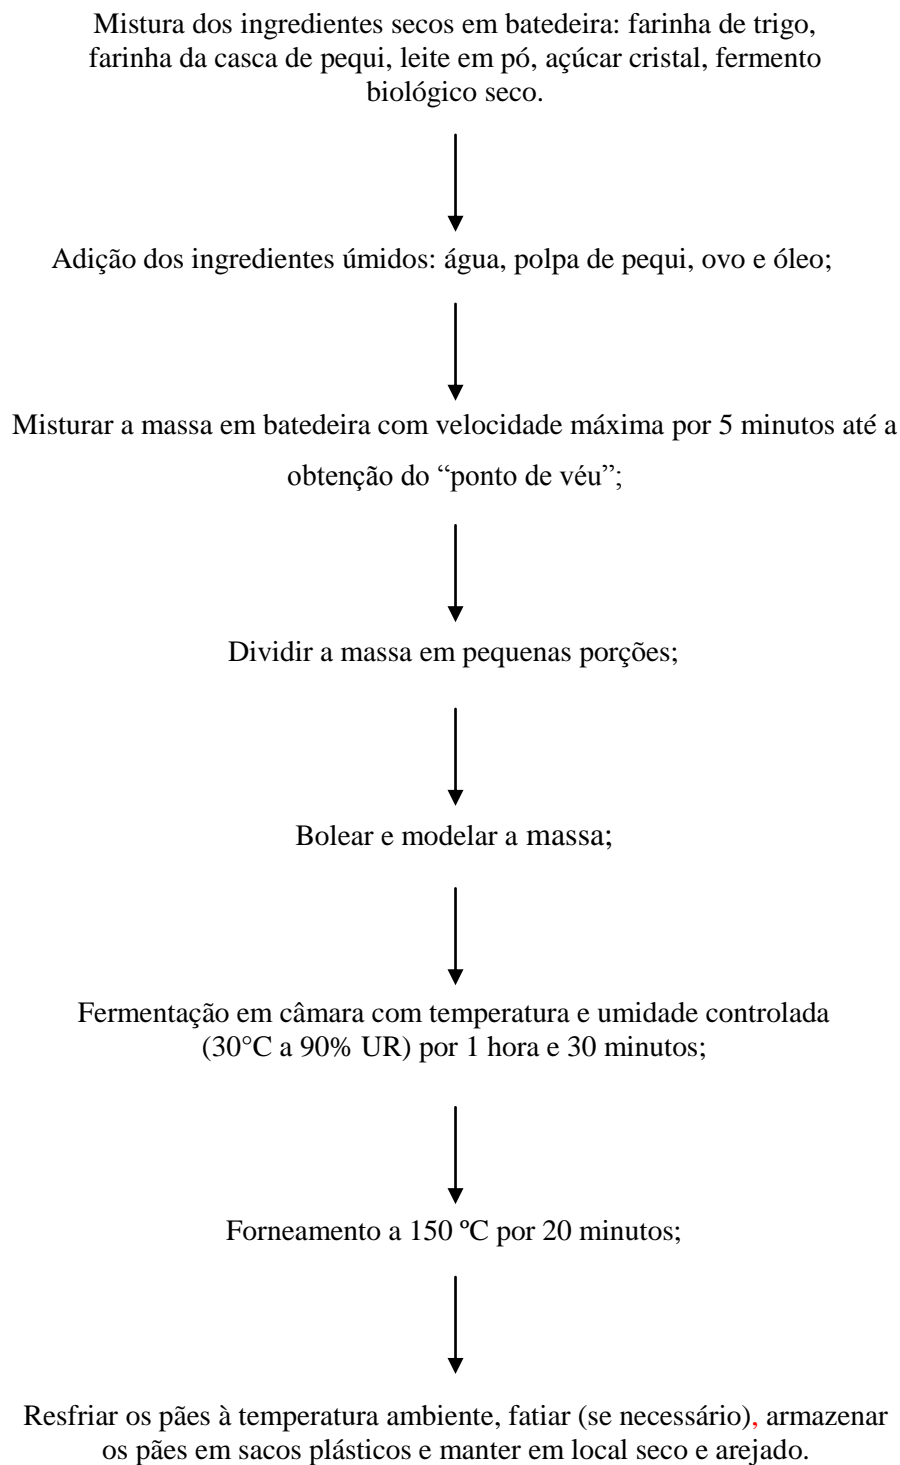 Mistura dos ingredientes secos em batedeira: farinha de trigo,
farinha da casca de pequi, leite em pó, açúcar cristal, fermento
biológico seco.
Adição dos ingredientes úmidos: água, polpa de pequi, ovo e óleo;
Misturar a massa em batedeira com velocidade máxima por 5 minutos até a
obtenção do “ponto de véu”;
Dividir a massa em pequenas porções;
Bolear e modelar a massa;
Fermentação em câmara com temperatura e umidade controlada
(30°C a 90% UR) por 1 hora e 30 minutos;
Forneamento a 150 ºC por 20 minutos;
Resfriar os pães à temperatura ambiente, fatiar (se necessário), armazenar
os pães em sacos plásticos e manter em local seco e arejado.